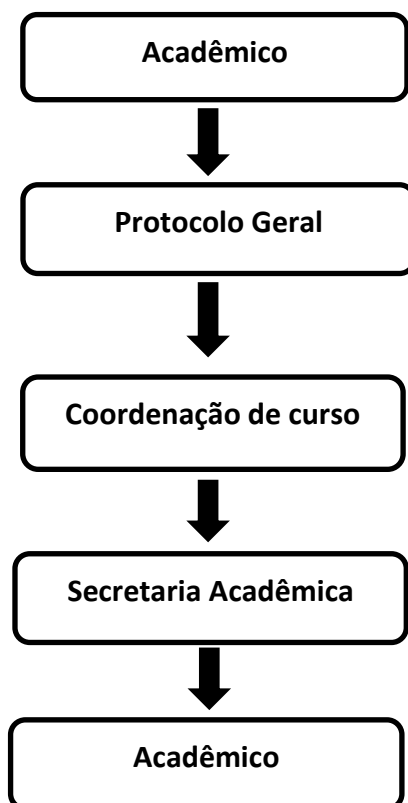 Acadêmico
Protocolo Geral
Coordenação de curso
Secretaria Acadêmica
Acadêmico